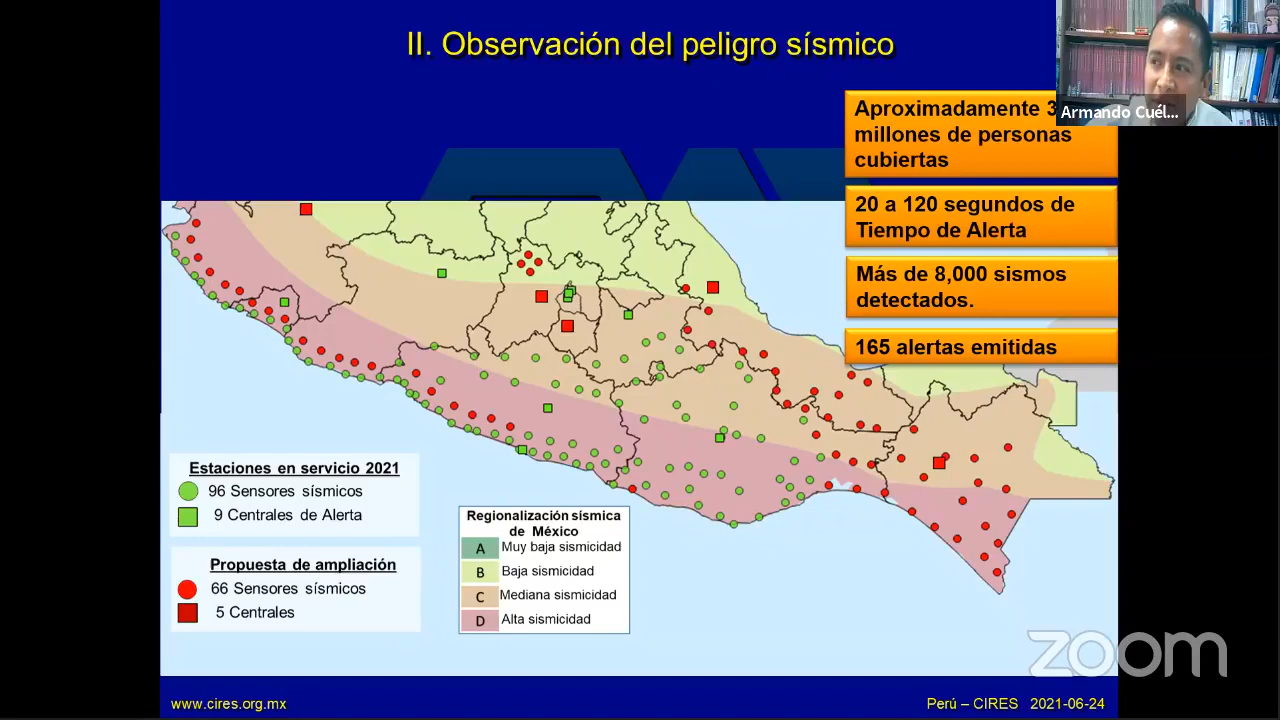 II. Observación del peligro sísmico
Armando Cuél...
Aproximadamente 3
millones de personas
cubiertas
20 a 120 segundos de
Tiempo de Alerta
Más de 8,000 sismos
detectados.
165 alertas emitidas
Estaciones en servicio 2021
96 Sensores sísmicos
9 Centrales de Alerta
Propuesta de ampliación
66 Sensores sísmicos
5 Centrales
Regionalización sísmica
de México
A Muy baja sismicidad
B Baja sismicidad
C Mediana sismicidad
D Alta sismicidad
zoom
www.cires.org.mx
Perú – CIRES 2021-06-24